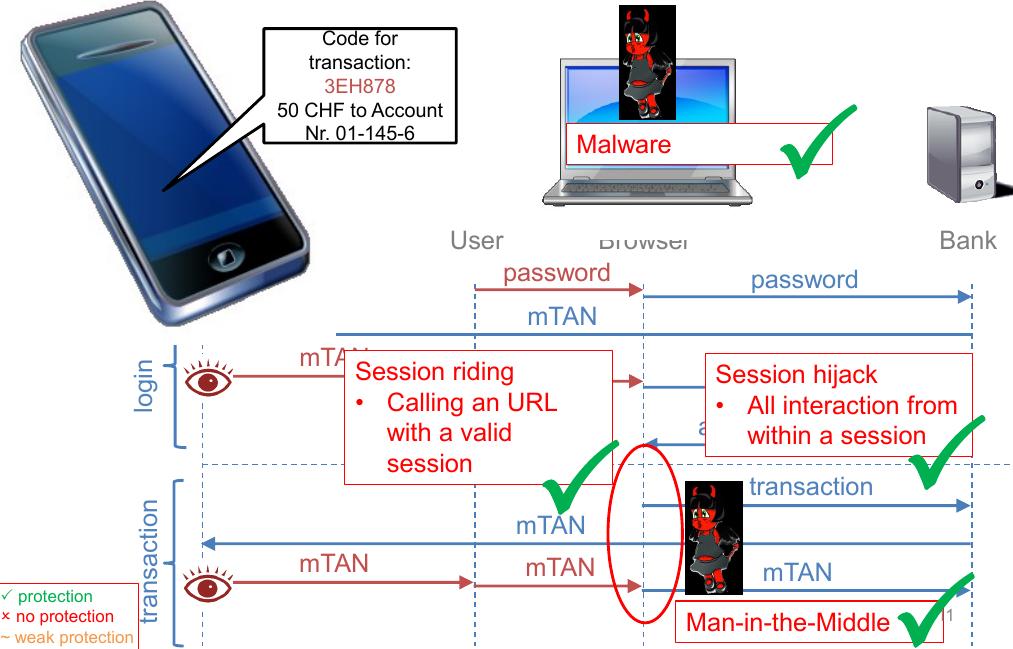 Code for
transaction:
3EH878
50 CHF to Account
Nr. 01-145-6
Malware
User
Browser
Bank
password
password
mTAN
login
mTAN
Session riding
• Calling an URL
with a valid
session
Session hijack
• All interaction from
within a session
transaction
transaction
mTAN
mTAN
mTAN
mTAN
✓ protection
× no protection
~ weak protection
Man-in-the-Middle